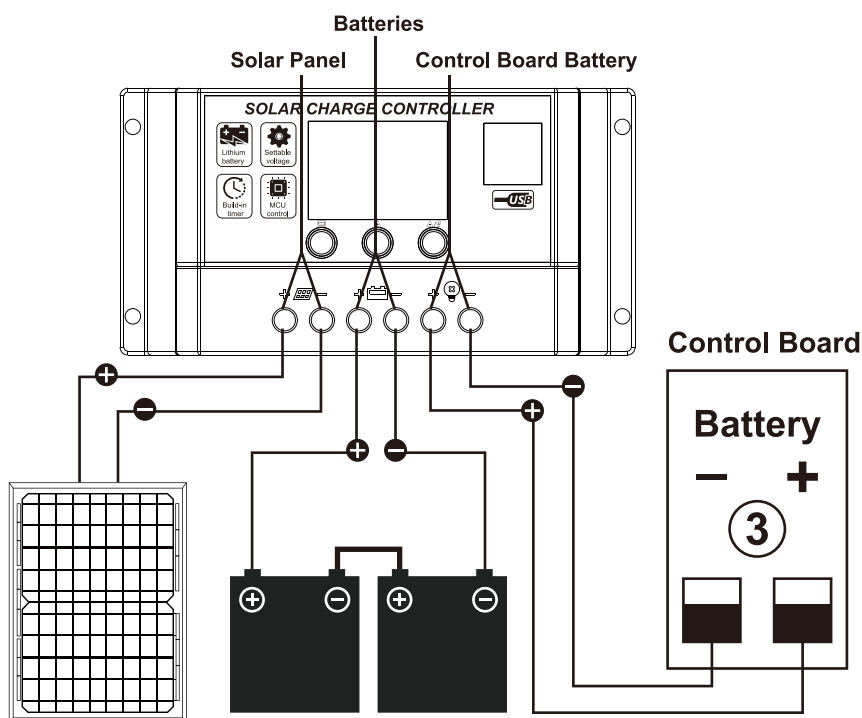 Batteries
Solar Panel
Control Board Battery
SOLAR CHARGE CONTROLLER
Lithium
battery
Settable
voltage
Build-in
timer
MCU
control
USB
+ −
+ −
+ −
Control Board
+
−
−
+
Battery
− +
+
−
3
+ −
+ −